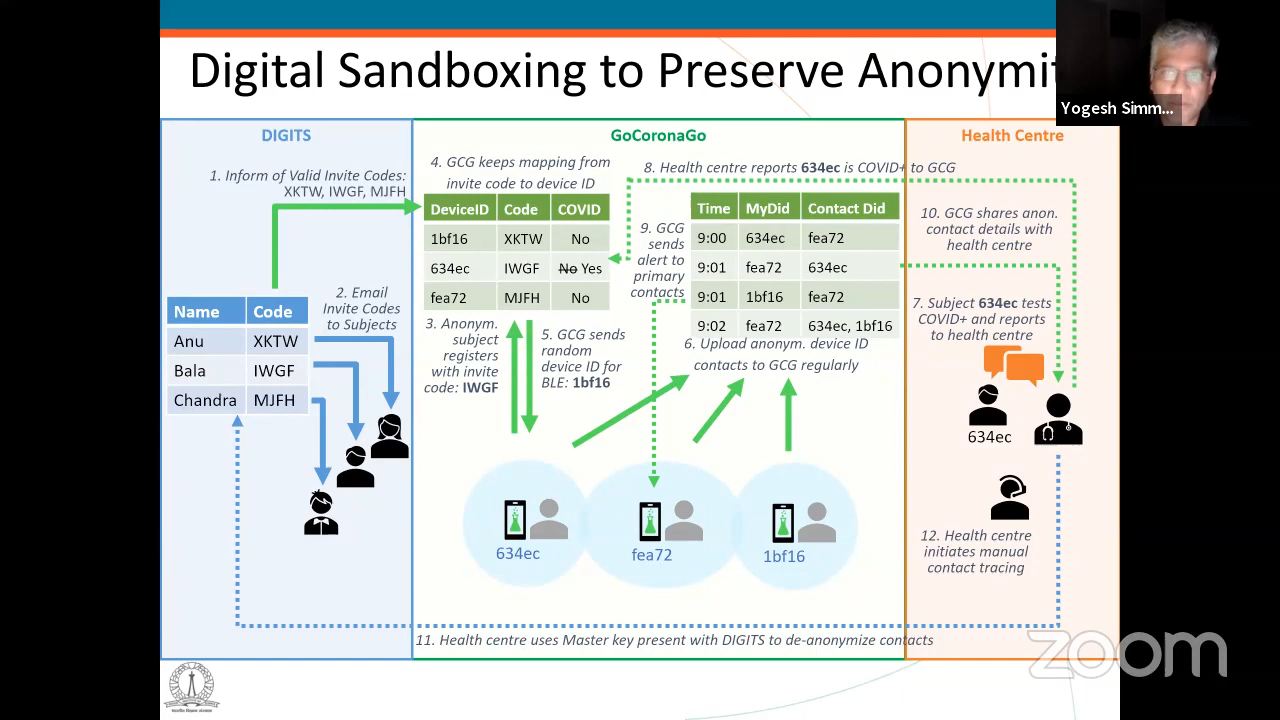 Digital Sandboxing to Preserve Anonymit
Yogesh Simm...
DIGITS
1. Inform of Valid Invite Codes:
XKTW, IWGF, MJFH
Name Code
Anu XKTW
Bala IWGF
Chandra MJFH
2. Email
Invite Codes
to Subjects
GoCoronaGo
4. GCG keeps mapping from
invite code to device ID
DeviceID Code COVID
1bf16 XKTW No
634ec IWGF No Yes
fea72 MJFH No
3. Anonym.
subject
registers
with invite
code: IWGF
5. GCG sends
random
device ID for
BLE: 1bf16
8. Health centre reports 634ec is COVID+ to GCG
9. GCG
sends
alert to
primary
contacts
Time MyDid Contact Did
9:00 634ec fea72
9:01 fea72 634ec
9:01 1bf16 fea72
9:02 fea72 634ec, 1bf16
6. Upload anonym. device ID
contacts to GCG regularly
634ec
fea72
1bf16
Health Centre
10. GCG shares anon.
contact details with
health centre
7. Subject 634ec tests
COVID+ and reports
to health centre
634ec
12. Health centre
initiates manual
contact tracing
11. Health centre uses Master key present with DIGITS to de-anonymize contacts
zoom